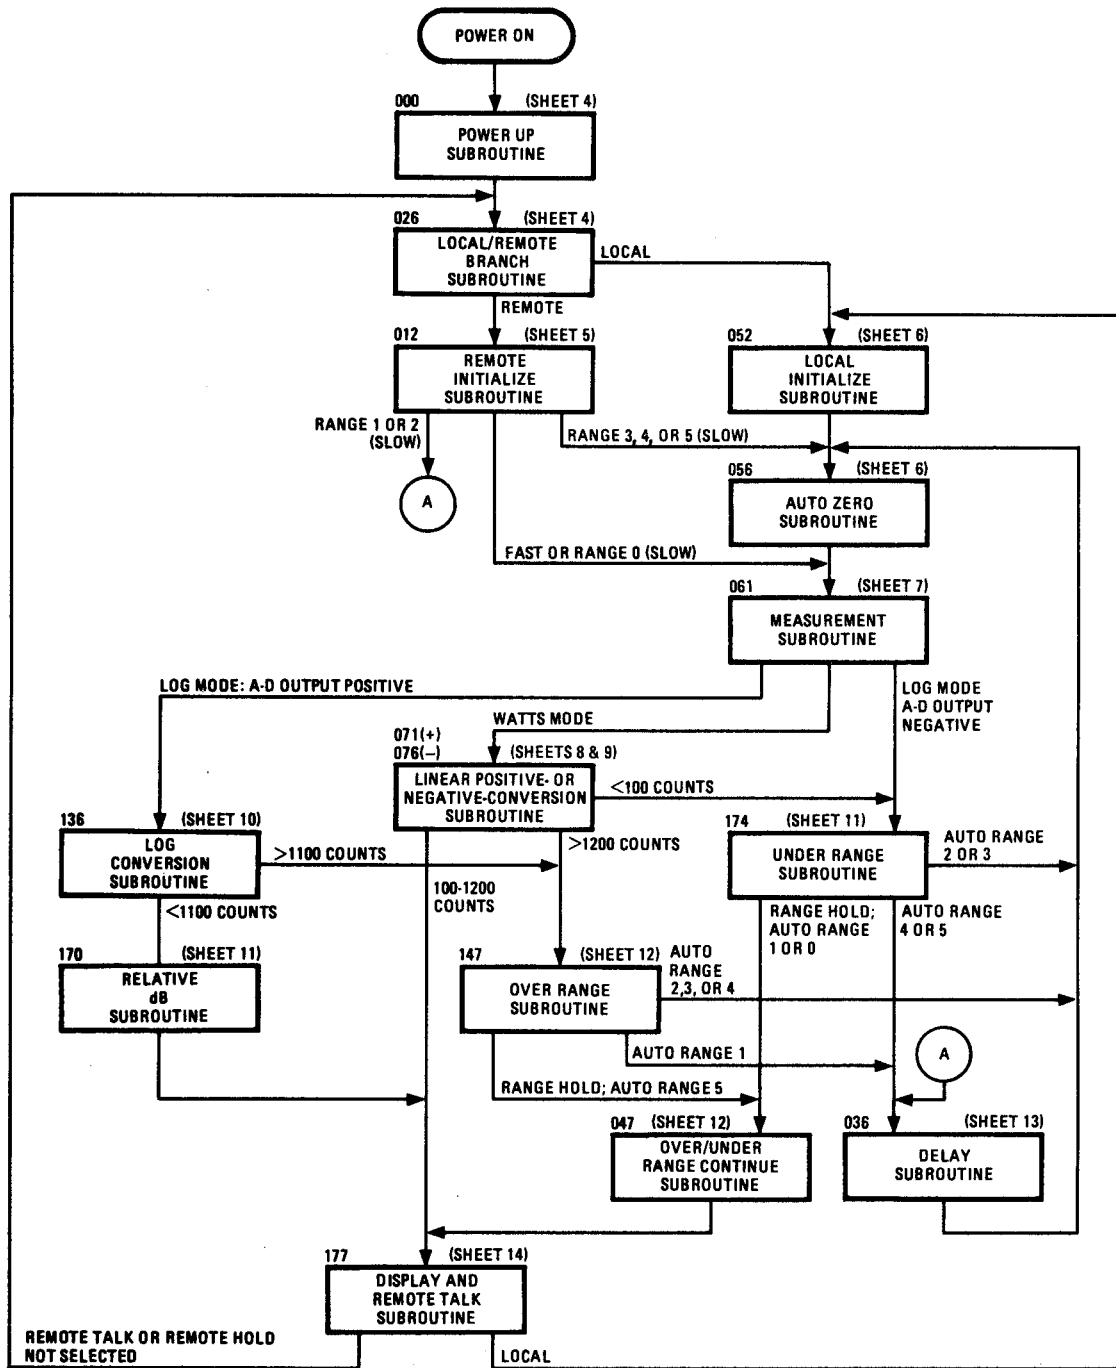 POWER ON
000 (SHEET 4)
POWER UP
SUBROUTINE
026 (SHEET 4)
LOCAL/REMOTE
BRANCH
SUBROUTINE
LOCAL
REMOTE
012 (SHEET 5)
REMOTE
INITIALIZE
SUBROUTINE
052 (SHEET 6)
LOCAL
INITIALIZE
SUBROUTINE
RANGE 1 OR 2
(SLOW)
RANGE 3, 4, OR 5 (SLOW)
A
056 (SHEET 6)
AUTO ZERO
SUBROUTINE
FAST OR RANGE 0 (SLOW)
061 (SHEET 7)
MEASUREMENT
SUBROUTINE
LOG MODE: A-D OUTPUT POSITIVE
WATTS MODE
LOG MODE
A-D OUTPUT
NEGATIVE
071(+)
076(−) (SHEETS 8 & 9)
LINEAR POSITIVE- OR
NEGATIVE-CONVERSION
SUBROUTINE
<100 COUNTS
136 (SHEET 10)
LOG
CONVERSION
SUBROUTINE
>1100 COUNTS
<1100 COUNTS
>1200 COUNTS
100-1200
COUNTS
174 (SHEET 11)
UNDER RANGE
SUBROUTINE
AUTO RANGE
2 OR 3
RANGE HOLD;
AUTO RANGE
1 OR 0
AUTO RANGE
4 OR 5
170 (SHEET 11)
RELATIVE
dB
SUBROUTINE
147 (SHEET 12)
OVER RANGE
SUBROUTINE
AUTO
RANGE
2,3, OR 4
AUTO RANGE 1
A
RANGE HOLD; AUTO RANGE 5
047 (SHEET 12)
OVER/UNDER
RANGE CONTINUE
SUBROUTINE
036 (SHEET 13)
DELAY
SUBROUTINE
177 (SHEET 14)
DISPLAY AND
REMOTE TALK
SUBROUTINE
REMOTE TALK OR REMOTE HOLD
NOT SELECTED
LOCAL